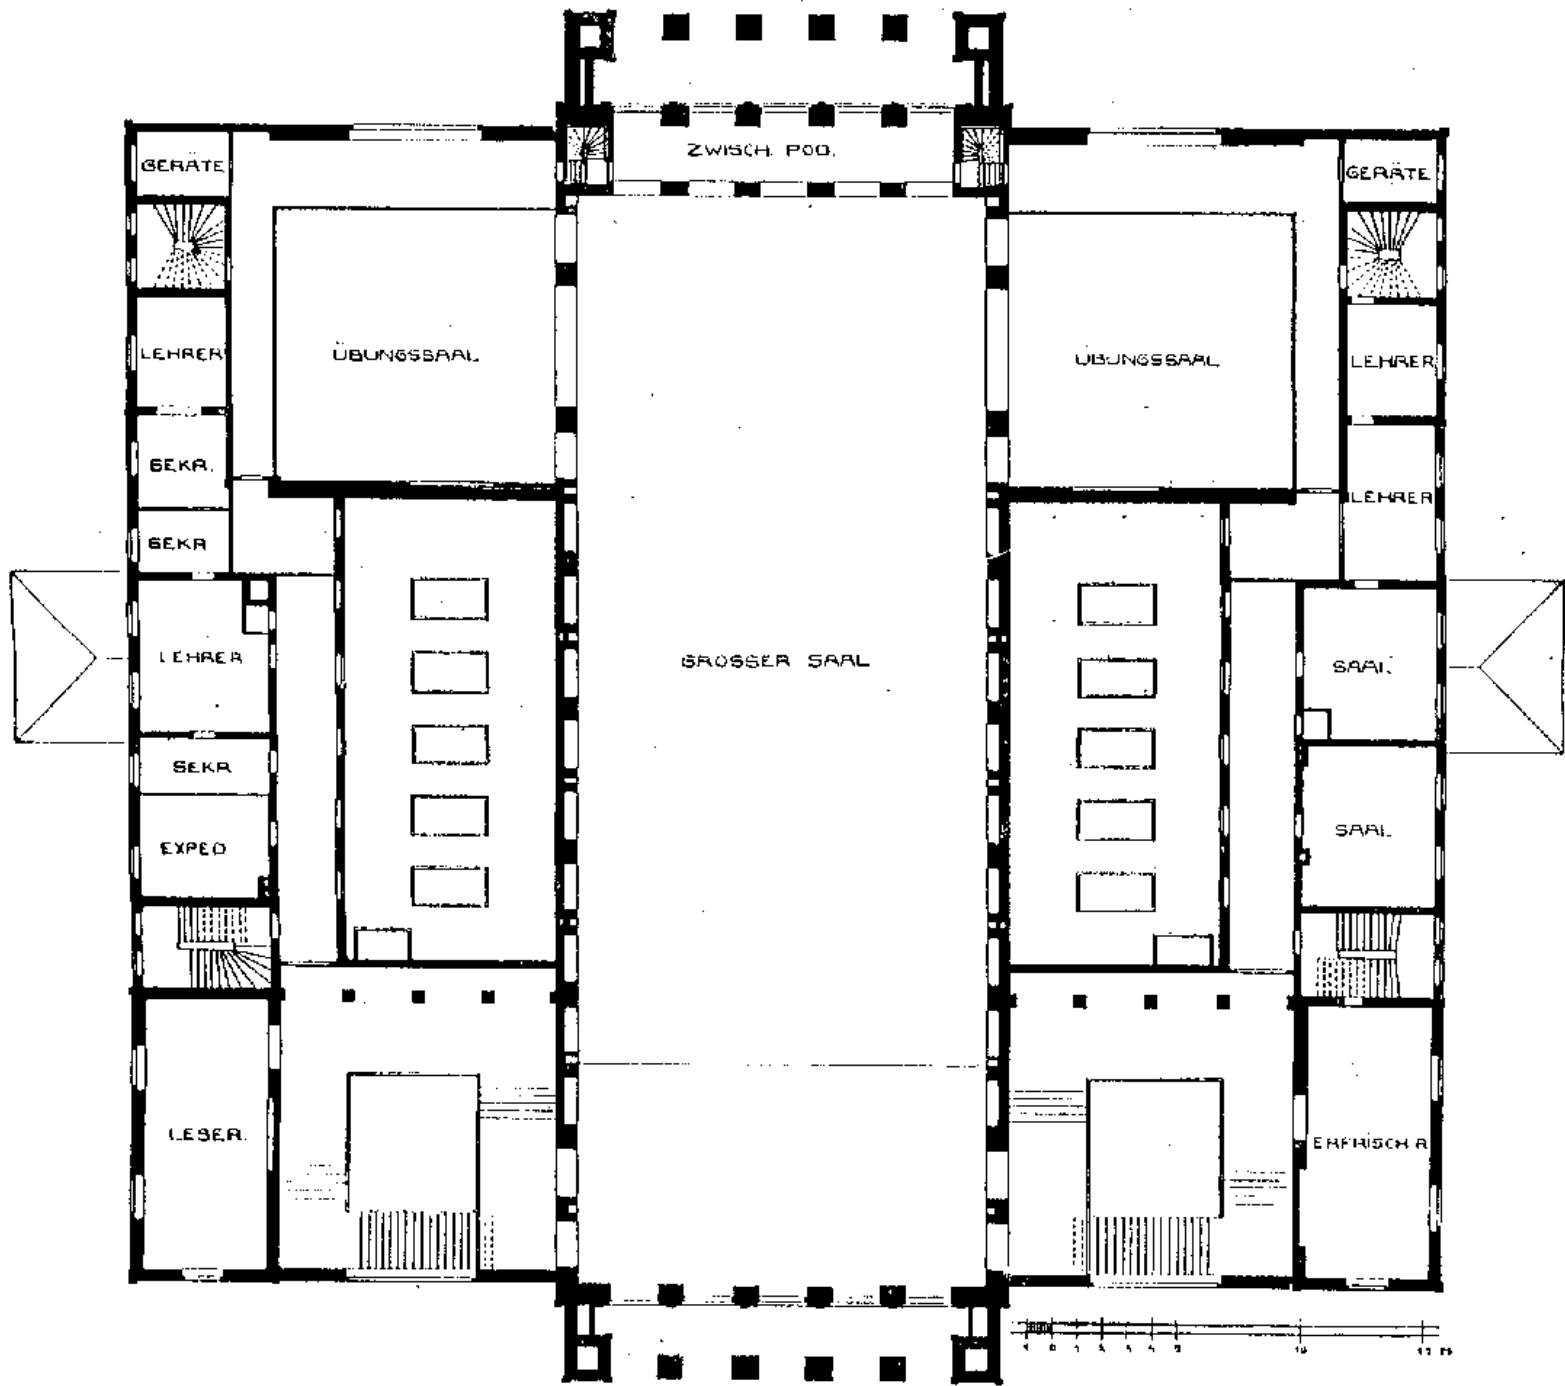 ZWISCH. POD.
GERÄTE
GERÄTE
LEHRER
ÜBUNGSSAAL
ÜBUNGSSAAL
LEHRER
SEKR.
LEHRER
SEKR
LEHRER
GROSSER SAAL
SAAL
SEKR
EXPED
SAAL
LESER.
ERFRISCH R